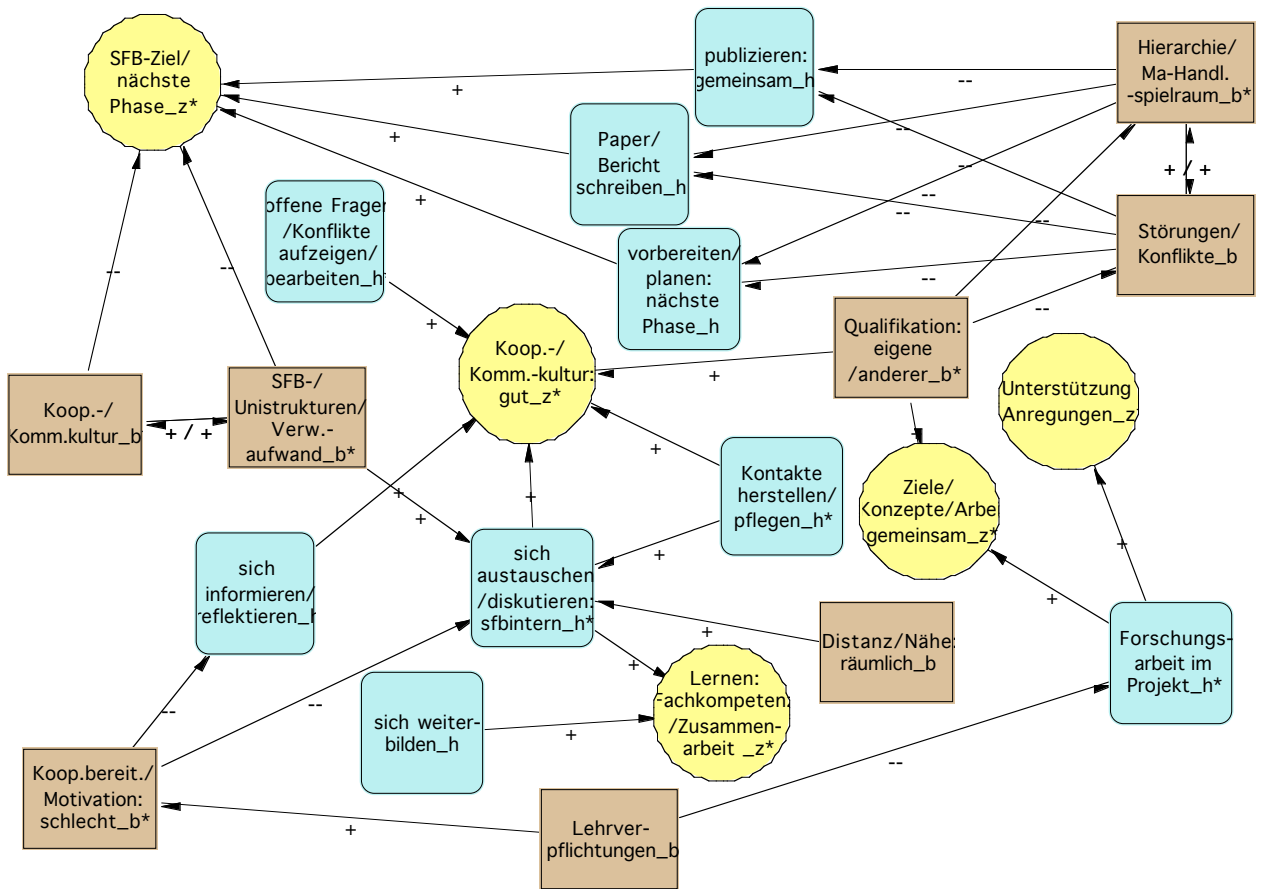 SFB-Ziel/
nächste
Phase_z*
publizieren:
gemeinsam_h
Hierarchie/
Ma-Handl.
-spielraum_b*
+
--
Paper/
Bericht
schreiben_h
+
--
--
+ / +
offene Fragen
/Konflikte
aufzeigen/
bearbeiten_h
+
--
--
--
Störungen/
Konflikte_b
vorbereiten/
planen:
nächste
Phase_h
--
--
--
--
+
Koop.-/
Komm.-kultur:
gut_z*
Qualifikation:
eigene
/anderer_b*
--
+
Unterstützung
Anregungen_z
Koop.-/
Komm.kultur_b
+ / +
SFB-/
Unistrukturen/
Verw.-
aufwand_b*
+
+
+
+
+
Kontakte
herstellen/
pflegen_h*
+
Ziele/
Konzepte/Arbe
gemeinsam_z*
+
sich
informieren/
reflektieren_h
sich
austauschen
/diskutieren:
sfbintern_h*
+
+
Distanz/Nähe:
räumlich_b
+
Forschungs-
arbeit im
Projekt_h*
--
--
sich weiter-
bilden_h
+
+
Lernen:
Fachkompetenz
/Zusammen-
arbeit _z*
--
Koop.bereit./
Motivation:
schlecht_b*
+
Lehrver-
pflichtungen_b